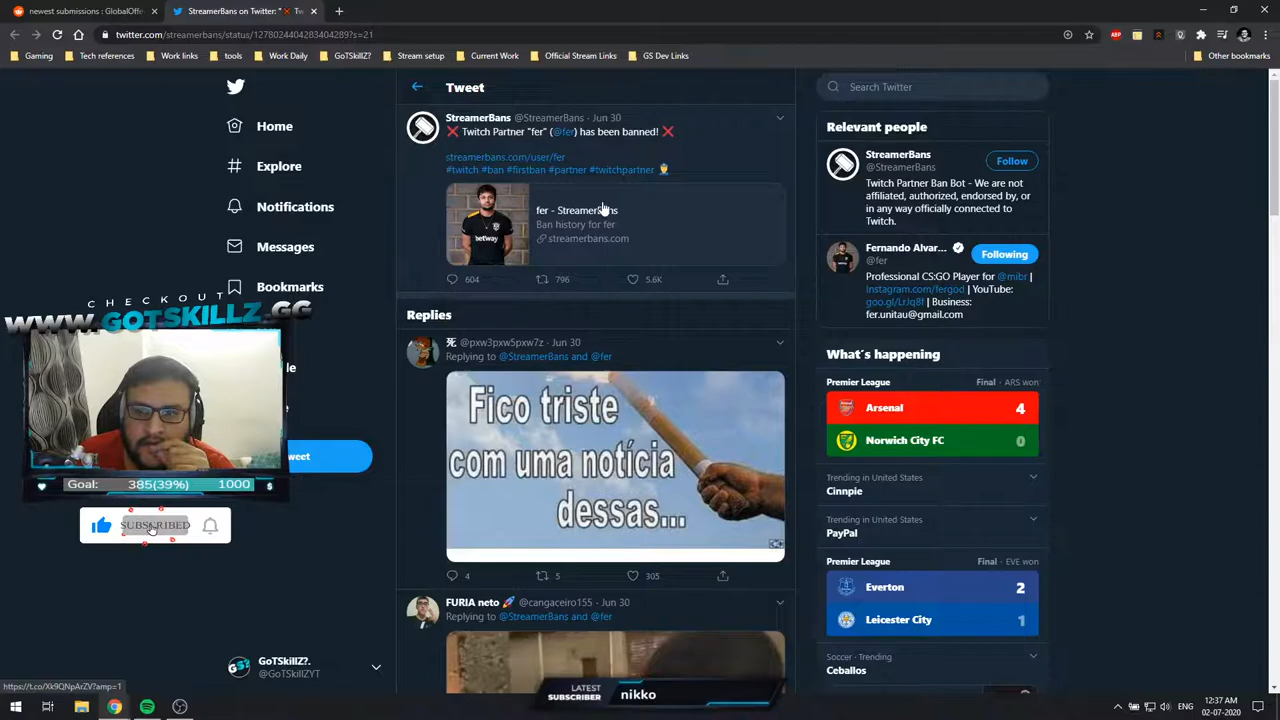 newest submissions : GlobalOffe
StreamerBans on Twitter: "❌ Tw
twitter.com/streamerbans/status/1278024404283404289?s=21
Gaming
Tech references
Work links
tools
Work Daily
GoTSkillZ?
Stream setup
Current Work
Official Stream Links
GS Dev Links
Other bookmarks
Home
Explore
Notifications
Messages
Bookmarks
CHECKOUT
WWW.GOTSKILLZ.GG
weet
Goal: 385(39%) 1000
SUBSCRIBED
GoTSkillZ?.
@GoTSkillZYT
https://t.co/Xk9QNpArZV?amp=1
Tweet
StreamerBans @StreamerBans · Jun 30
❌ Twitch Partner "fer" (@fer) has been banned! ❌
streamerbans.com/user/fer
#twitch #ban #firstban #partner #twitchpartner
fer - StreamerBans
Ban history for fer
streamerbans.com
betway
604 796 5.6K
Replies
死 @pxw3pxw5pxw7z · Jun 30
Replying to @StreamerBans and @fer
Fico triste
com uma notícia
dessas...
4 5 305
FURIA neto 🚀 @cangaceiro155 · Jun 30
Replying to @StreamerBans and @fer
LATEST
SUBSCRIBER
nikko
Search Twitter
Relevant people
StreamerBans
@StreamerBans
Follow
Twitch Partner Ban Bot - We are not
affiliated, authorized, endorsed by, or
in any way officially connected to
Twitch.
Fernando Alvar...
@fer
Following
Professional CS:GO Player for @mibr |
Instagram.com/fergod | YouTube:
goo.gl/LrJq8f | Business:
fer.unitau@gmail.com
What's happening
Premier League Final · ARS won
Arsenal 4
Norwich City FC 0
Trending in United States
Cinnpie
Trending in United States
PayPal
Premier League Final · EVE won
Everton 2
Leicester City 1
Soccer · Trending
Ceballos
ENG
12:37 AM
02-07-2020